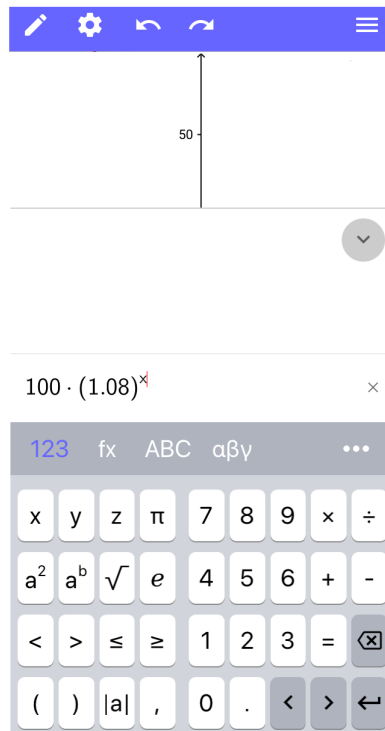 50
100 · (1.08)ˣ ×
123 fx ABC αβγ •••
x y z π 7 8 9 × ÷
a² aᵇ √ e 4 5 6 + -
< > ≤ ≥ 1 2 3 =
( ) |a| , 0 . < >